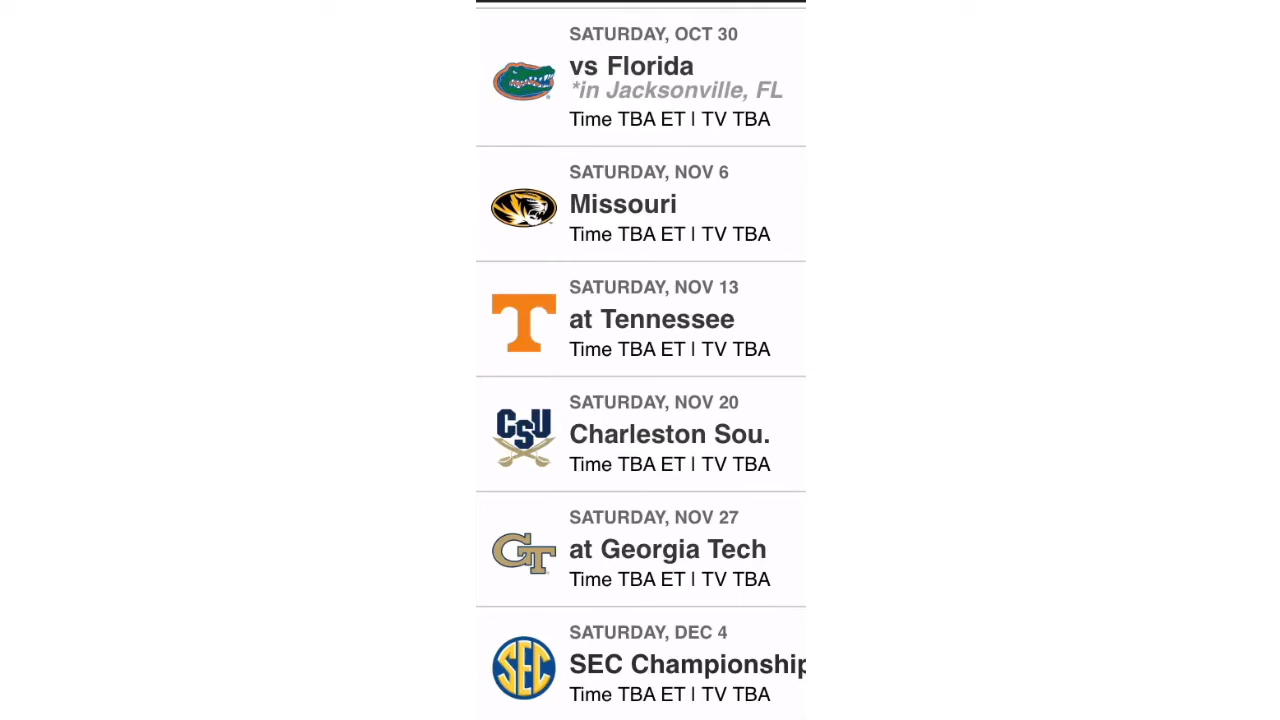 SATURDAY, OCT 30
vs Florida
*in Jacksonville, FL
Time TBA ET | TV TBA
SATURDAY, NOV 6
Missouri
Time TBA ET | TV TBA
SATURDAY, NOV 13
T
at Tennessee
Time TBA ET | TV TBA
SATURDAY, NOV 20
CSU
Charleston Sou.
Time TBA ET | TV TBA
SATURDAY, NOV 27
GT
at Georgia Tech
Time TBA ET | TV TBA
SATURDAY, DEC 4
SEC
SEC Championship
Time TBA ET | TV TBA